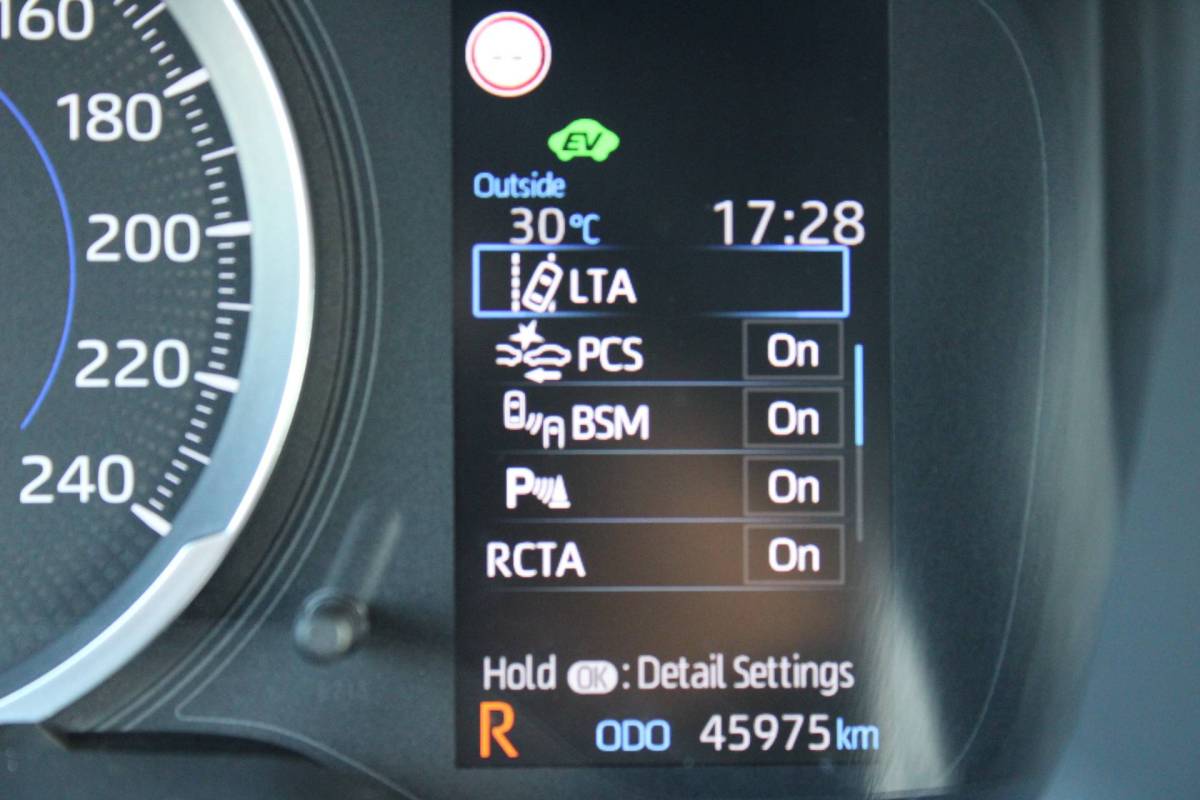 160
180
200
220
240
--
EV
Outside
30°C 17:28
LTA
PCS On
BSM On
P On
RCTA On
Hold OK : Detail Settings
R ODO 45975 km